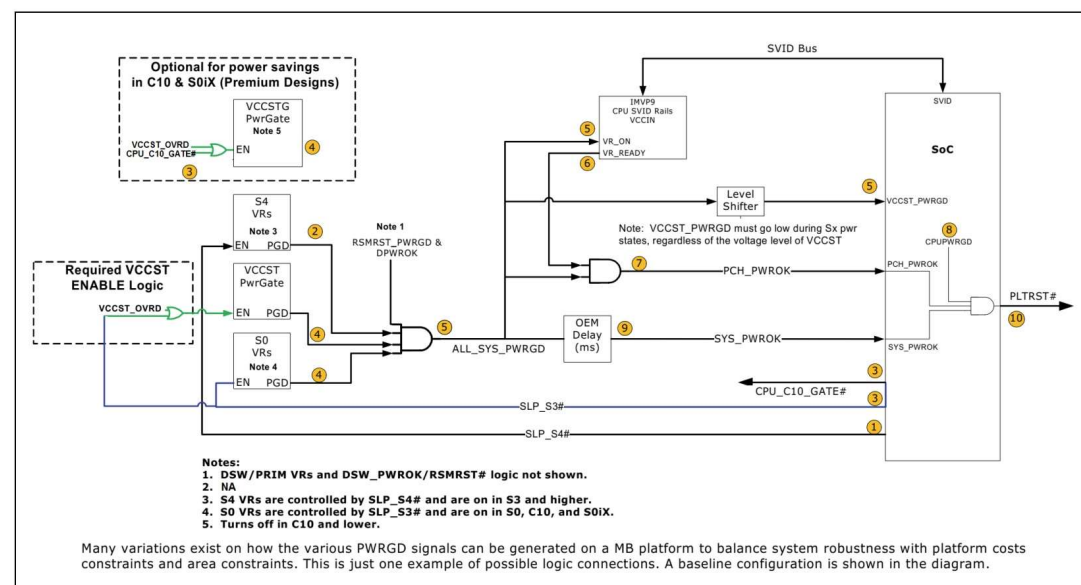 SVID Bus
Optional for power savings
in C10 & S0iX (Premium Designs)
VCCSTG
PwrGate
Note 5
VCCST_OVRD
CPU_C10_GATE#
EN
4
3
IMVP9
CPU SVID Rails
VCCIN
5
VR_ON
VR_READY
6
SVID
SoC
S4
VRs
Note 3
EN
PGD
2
Note 1
RSMRST_PWRGD &
DPWROK
Level
Shifter
5
VCCST_PWRGD
Note: VCCST_PWRGD must go low during Sx pwr
states, regardless of the voltage level of VCCST
8
CPUPWRGD
Required VCCST
ENABLE Logic
VCCST_OVRD
VCCST
PwrGate
EN
PGD
4
7
PCH_PWROK
PCH_PWROK
PLTRST#
10
S0
VRs
Note 4
EN
PGD
4
5
ALL_SYS_PWRGD
OEM
Delay
(ms)
9
SYS_PWROK
SYS_PWROK
3
CPU_C10_GATE#
3
SLP_S3#
SLP_S4#
1
Notes:
1. DSW/PRIM VRs and DSW_PWROK/RSMRST# logic not shown.
2. NA
3. S4 VRs are controlled by SLP_S4# and are on in S3 and higher.
4. S0 VRs are controlled by SLP_S3# and are on in S0, C10, and S0iX.
5. Turns off in C10 and lower.
Many variations exist on how the various PWRGD signals can be generated on a MB platform to balance system robustness with platform costs
constraints and area constraints. This is just one example of possible logic connections. A baseline configuration is shown in the diagram.